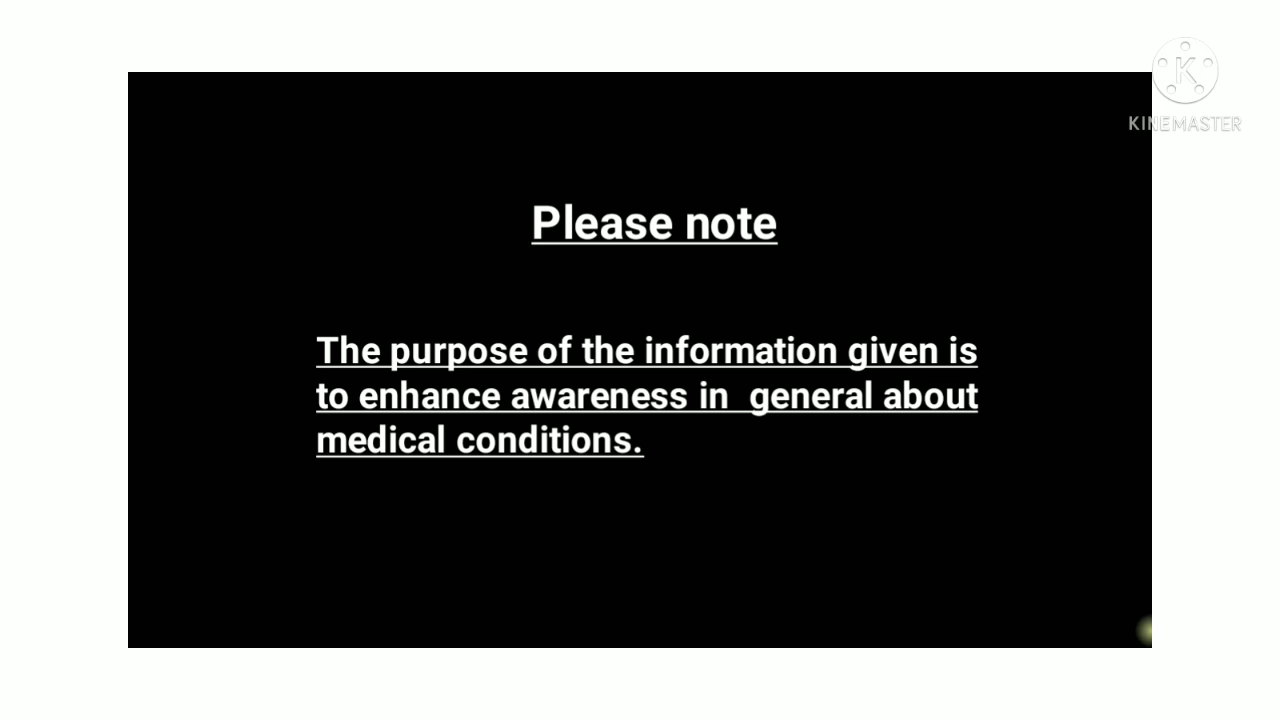 KINEMASTER
Please note
The purpose of the information given is
to enhance awareness in  general about
medical conditions.